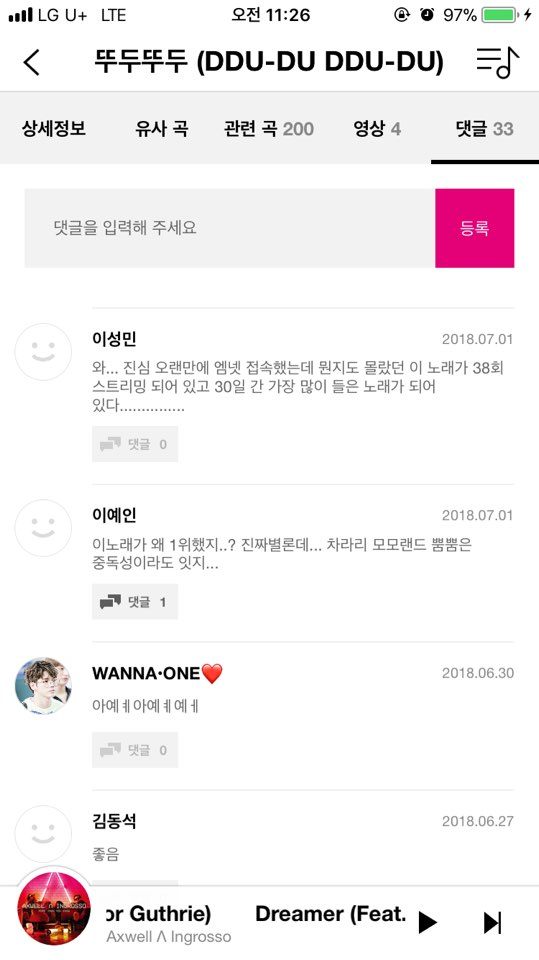 LG U+ LTE 오전 11:26 97%
뚜두뚜두 (DDU-DU DDU-DU)
상세정보 유사 곡 관련 곡 200 영상 4 댓글 33
댓글을 입력해 주세요 등록
이성민 2018.07.01
와... 진심 오랜만에 엠넷 접속했는데 뭔지도 몰랐던 이 노래가 38회
스트리밍 되어 있고 30일 간 가장 많이 들은 노래가 되어
있다...............
댓글 0
이예인 2018.07.01
이노래가 왜 1위했지..? 진짜별론데... 차라리 모모랜드 뿜뿜은
중독성이라도 잇지...
댓글 1
WANNA·ONE❤️ 2018.06.30
아예ㅖ아예ㅖ예ㅖ
댓글 0
김동석 2018.06.27
좋음
AXWELL Λ INGROSSO
or Guthrie) Dreamer (Feat.
Axwell Λ Ingrosso